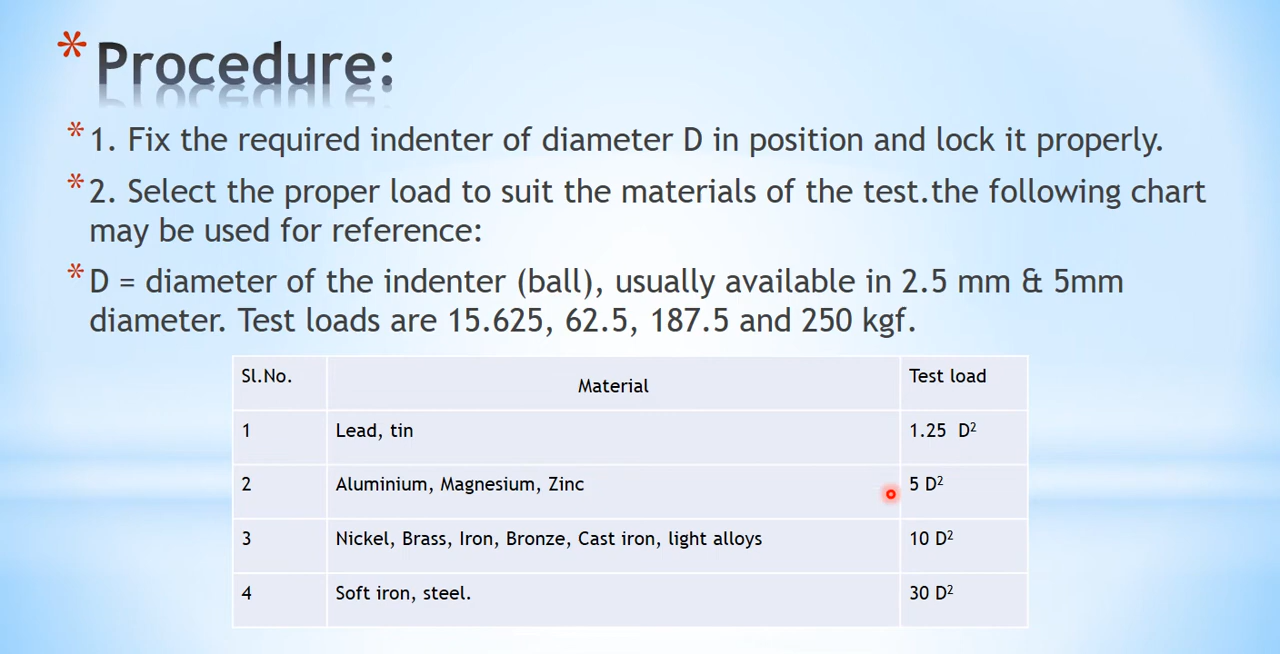 * Procedure:
* 1. Fix the required indenter of diameter D in position and lock it properly.
* 2. Select the proper load to suit the materials of the test.the following chart
may be used for reference:
* D = diameter of the indenter (ball), usually available in 2.5 mm & 5mm
diameter. Test loads are 15.625, 62.5, 187.5 and 250 kgf.
Sl.No. Material Test load
1 Lead, tin 1.25 D²
2 Aluminium, Magnesium, Zinc 5 D²
3 Nickel, Brass, Iron, Bronze, Cast iron, light alloys 10 D²
4 Soft iron, steel. 30 D²